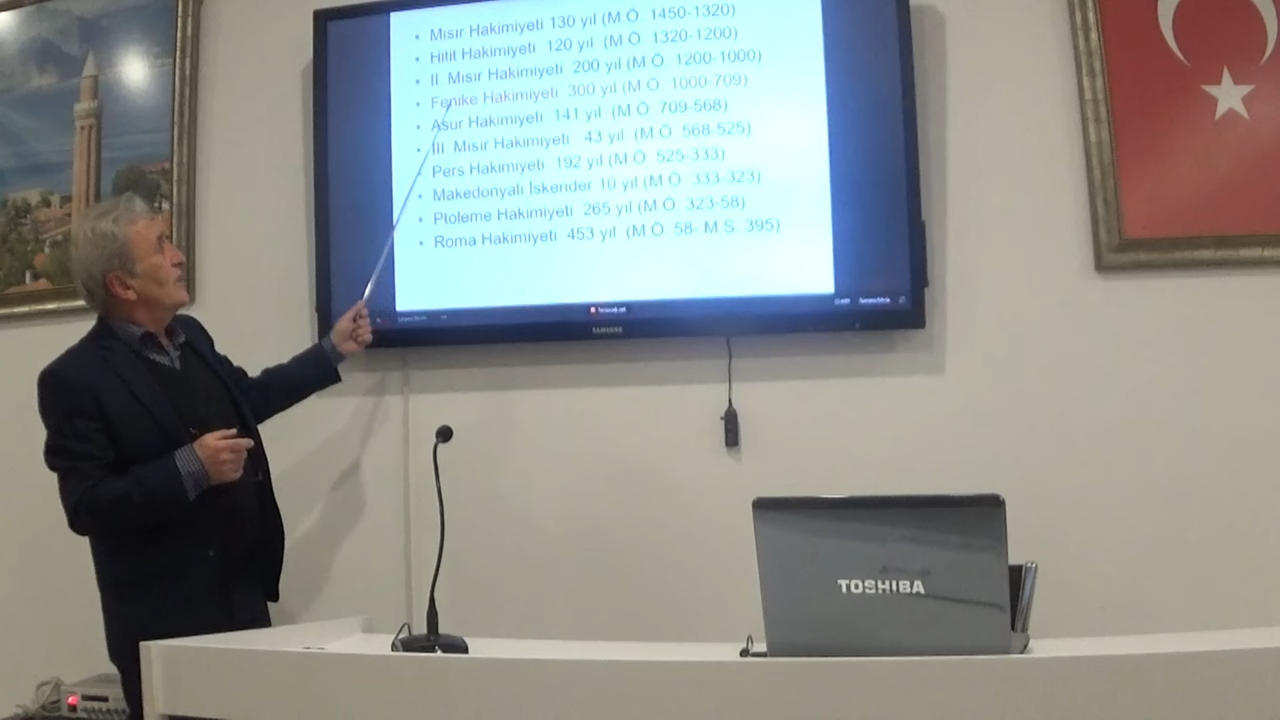 • Mısır Hakimiyeti 130 yıl (M Ö 1450-1320)
• Hitit Hakimiyeti 120 yıl (M Ö 1320-1200)
• II Mısır Hakimiyeti 200 yıl (M Ö 1200-1000)
• Fenike Hakimiyeti 300 yıl (M Ö 1000-709)
• Asur Hakimiyeti 141 yıl (M Ö 709-568)
• III Mısır Hakimiyeti 43 yıl (M Ö 568-525)
Pers Hakimiyeti 192 yıl (M Ö 525-333)
• Makedonyalı İskender 10 yıl (M Ö 333-323)
• Ptoleme Hakimiyeti 265 yıl (M Ö 323-58)
• Roma Hakimiyeti 453 yıl (M Ö 58- M S 395)
SAMSUNG
TOSHIBA